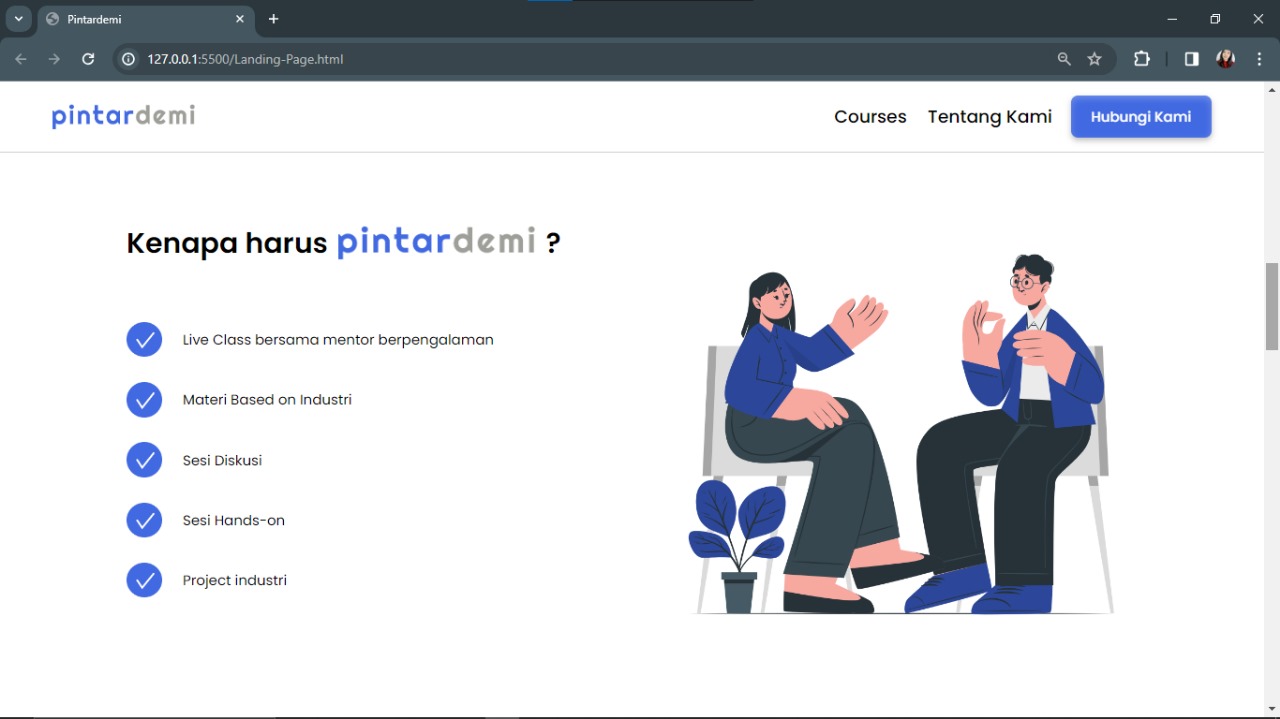 Pintardemi
127.0.0.1:5500/Landing-Page.html
pintardemi
Courses
Tentang Kami
Hubungi Kami
Kenapa harus pintardemi ?
Live Class bersama mentor berpengalaman
Materi Based on Industri
Sesi Diskusi
Sesi Hands-on
Project industri